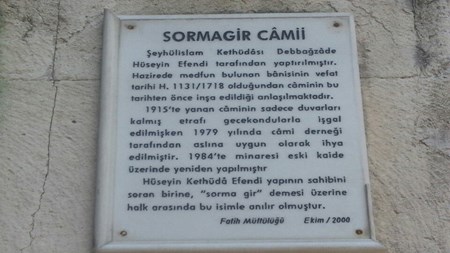 SORMAGİR CÂMİİ
Şeyhülislam Kethüdâsı Debbağzâde
Hüseyin Efendi tarafından yaptırılmıştır.
Hazirede medfun bulunan bânisinin vefat
tarihi H. 1131/1718 olduğundan câminin bu
tarihten önce inşa edildiği anlaşılmaktadır.
1915'te yanan câminin sadece duvarları
kalmış etrafı gecekondularla işgal
edilmişken 1979 yılında câmi derneği
tarafından aslına uygun olarak ihya
edilmiştir. 1984'te minaresi eski kaide
üzerinde yeniden yapılmıştır
Hüseyin Kethüdâ Efendi yapının sahibini
soran birine, "sorma gir" demesi üzerine
halk arasında bu isimle anılır olmuştur.
Fatih Müftülüğü Ekim / 2000